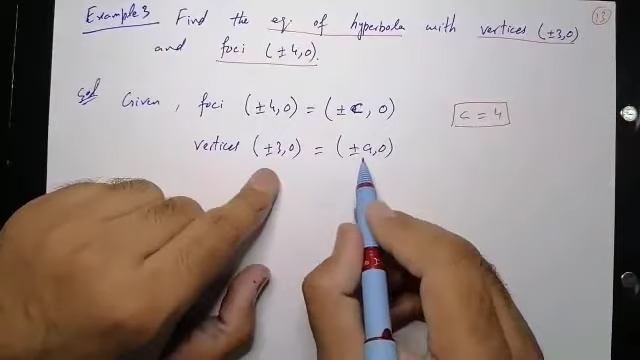 Example 3 Find the eq. of hyperbola with vertices (±3,0)
and foci (±4,0).
13
Sol Given, foci (±4,0) = (±c, 0)
c = 4
vertices (±3,0) = (±a,0)